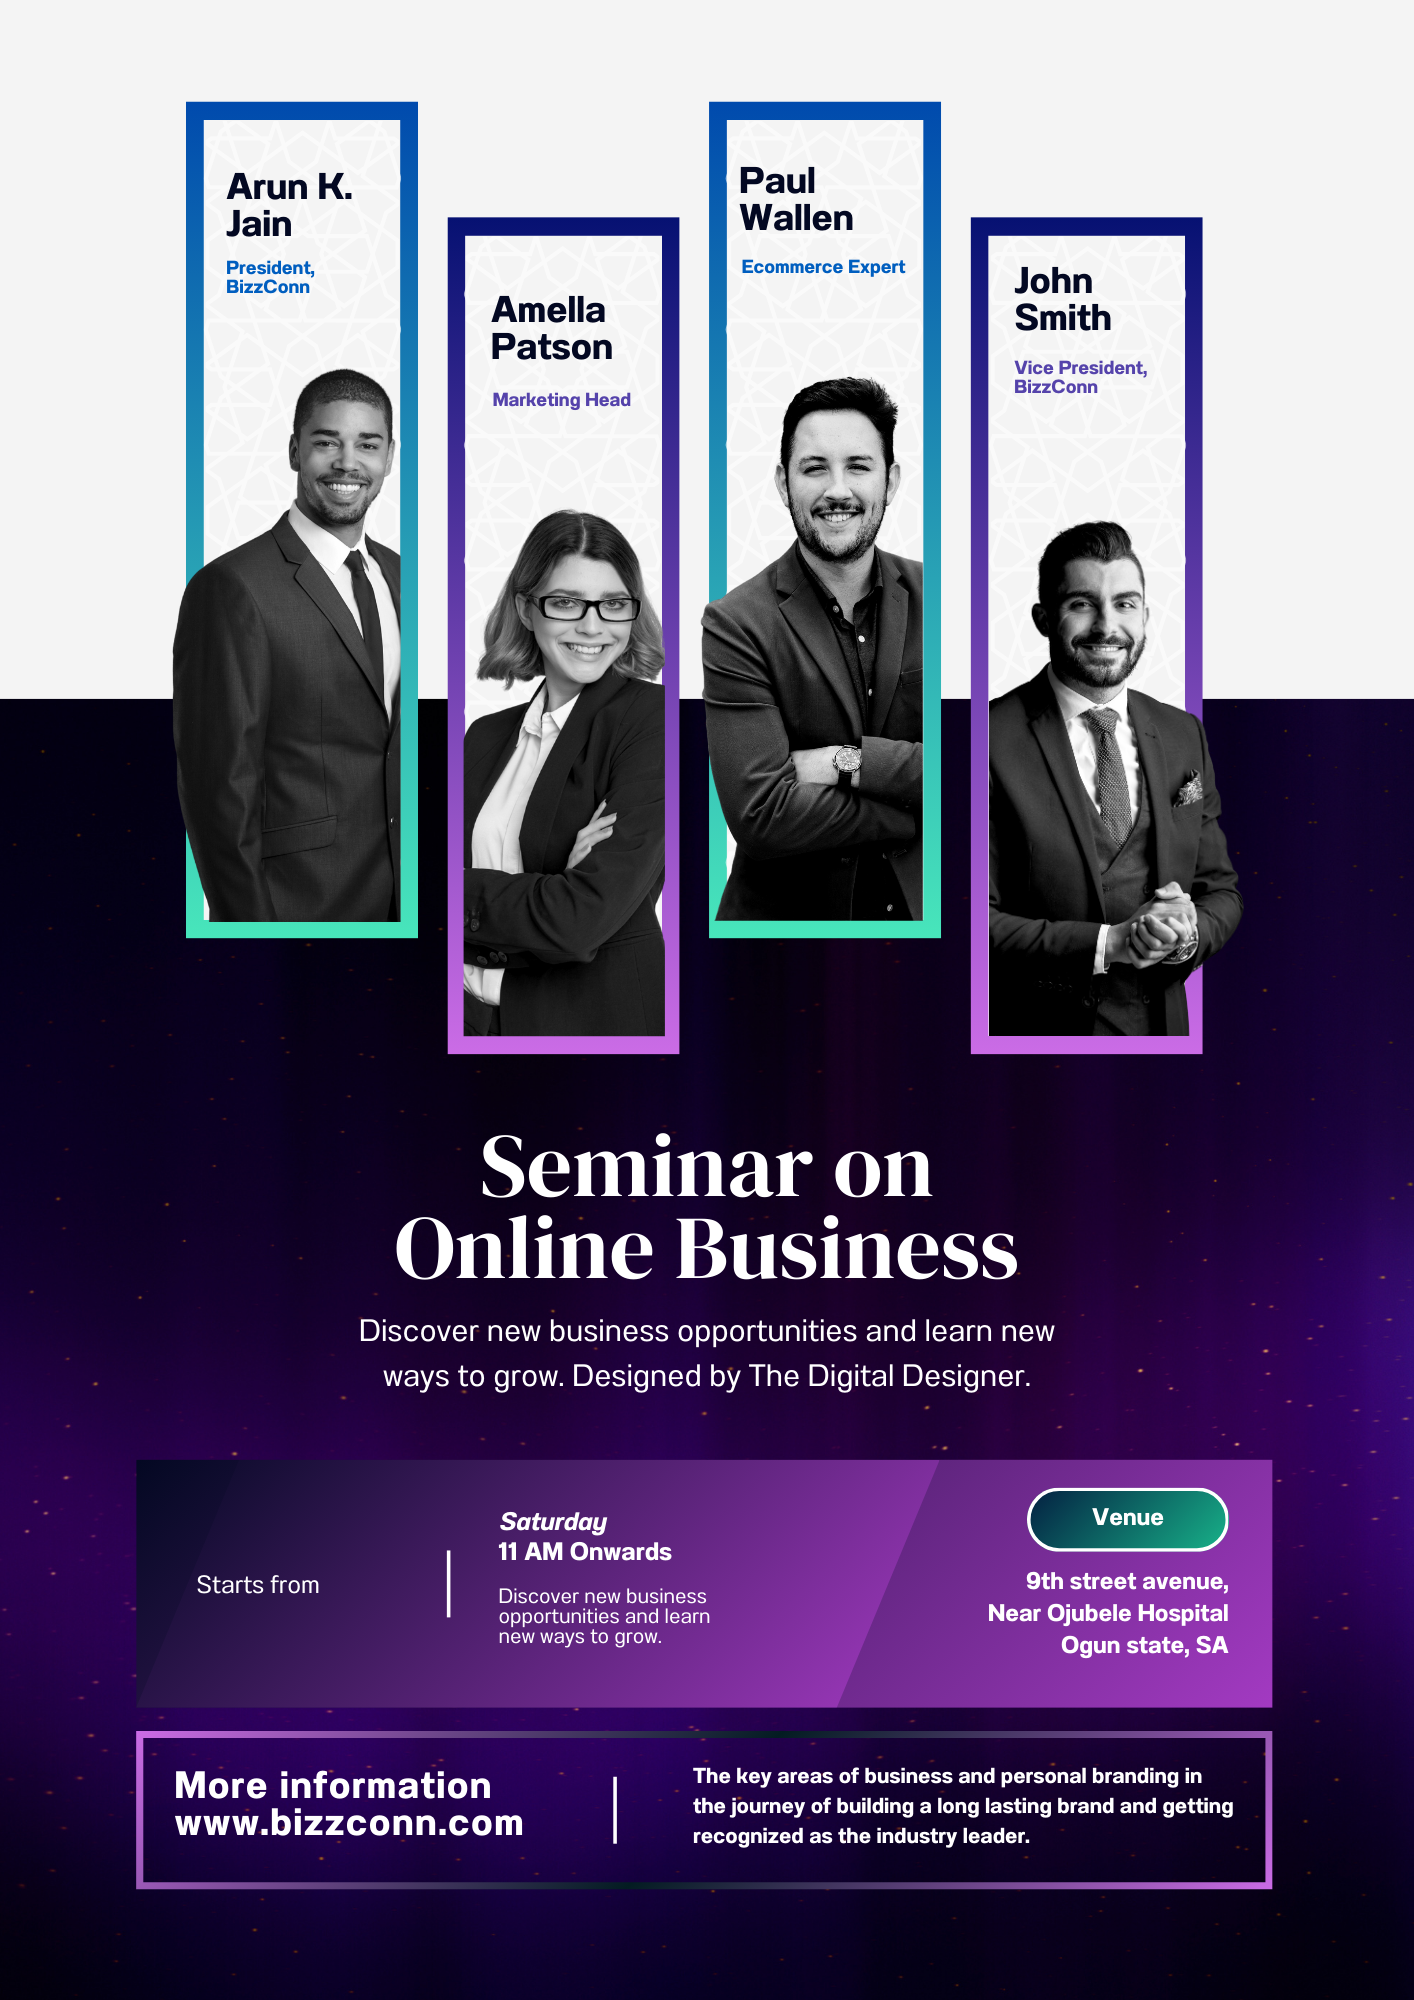 Arun K.
Jain
President,
BizzConn
Amella
Patson
Marketing Head
Paul
Wallen
Ecommerce Expert
John
Smith
Vice President,
BizzConn
Seminar on
Online Business
Discover new business opportunities and learn new
ways to grow. Designed by The Digital Designer.
Starts from
Saturday
11 AM Onwards
Discover new business
opportunities and learn
new ways to grow.
Venue
9th street avenue,
Near Ojubele Hospital
Ogun state, SA
More information
www.bizzconn.com
The key areas of business and personal branding in
the journey of building a long lasting brand and getting
recognized as the industry leader.